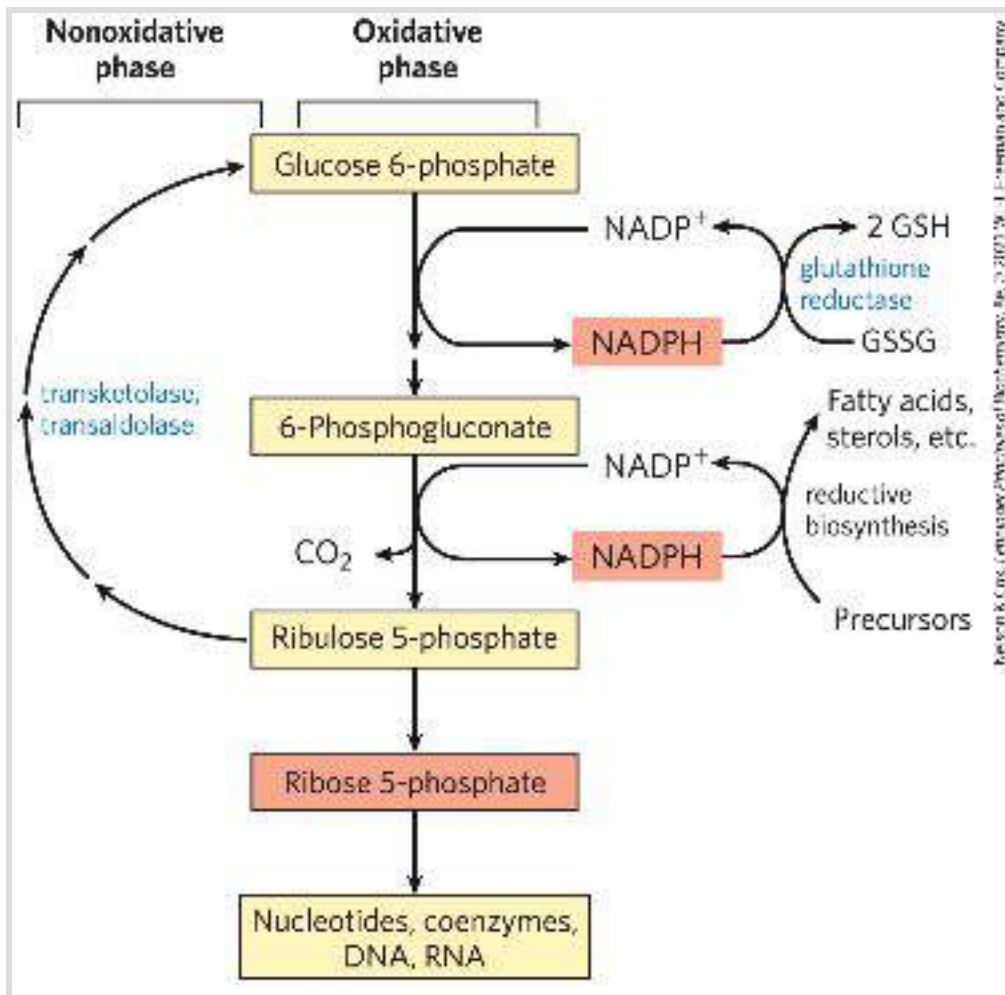 Nonoxidative
phase
Oxidative
phase
Glucose 6-phosphate
NADP+
2 GSH
glutathione
reductase
NADPH
GSSG
transketolase,
transaldolase
6-Phosphogluconate
Fatty acids,
sterols, etc.
NADP+
reductive
biosynthesis
CO2
NADPH
Precursors
Ribulose 5-phosphate
Ribose 5-phosphate
Nucleotides, coenzymes,
DNA, RNA